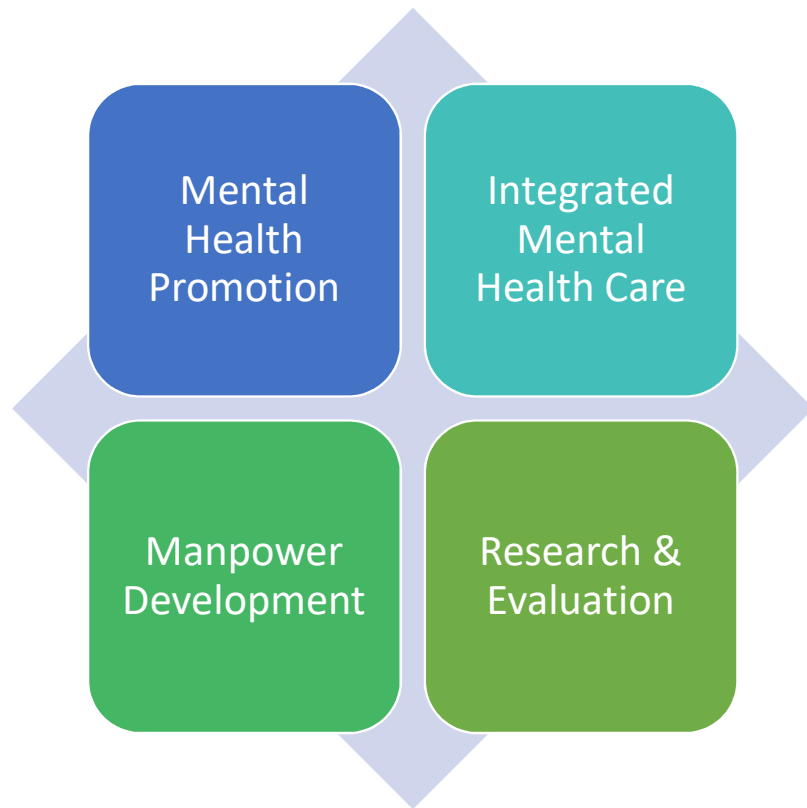 Mental
Health
Promotion
Integrated
Mental
Health Care
Manpower
Development
Research &
Evaluation